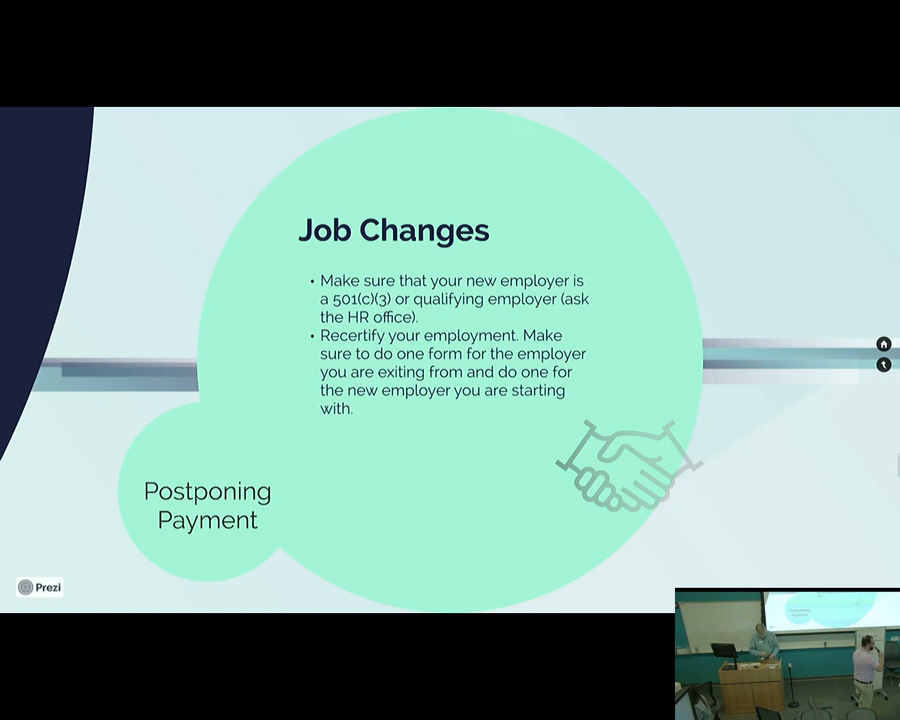 Job Changes
• Make sure that your new employer is
a 501(c)(3) or qualifying employer (ask
the HR office).
• Recertify your employment. Make
sure to do one form for the employer
you are exiting from and do one for
the new employer you are starting
with.
Postponing
Payment
Prezi